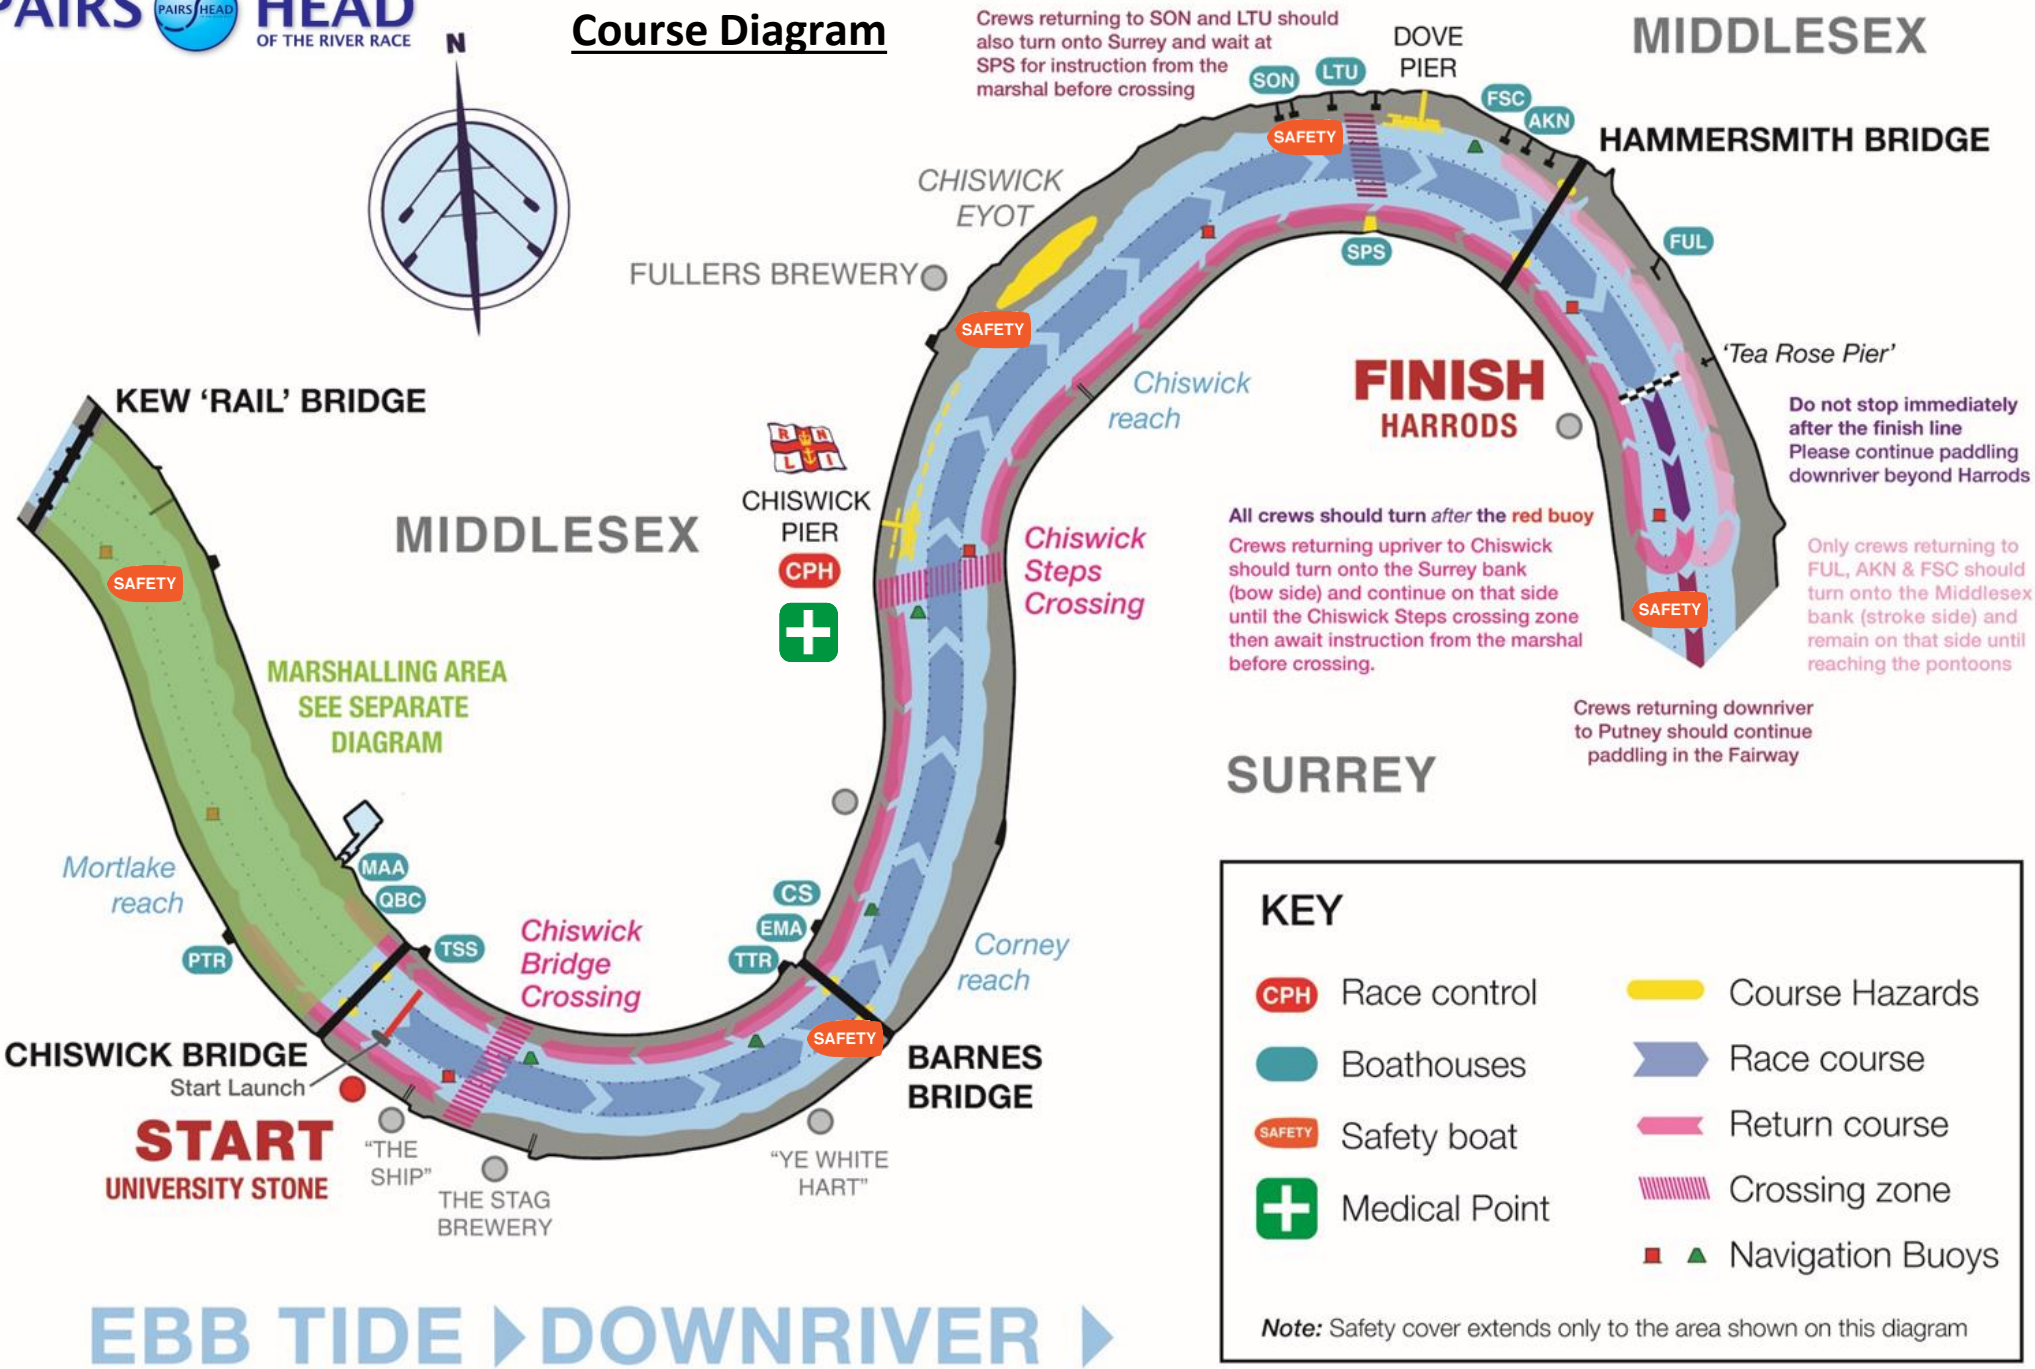 PAIRS
PAIRS HEAD
HEAD
OF THE RIVER RACE
N
Course Diagram
Crews returning to SON and LTU should
also turn onto Surrey and wait at
SPS for instruction from the
marshal before crossing
SON
LTU
DOVE
PIER
FSC
AKN
MIDDLESEX
HAMMERSMITH BRIDGE
SAFETY
CHISWICK
EYOT
FULLERS BREWERY
SAFETY
SPS
FUL
'Tea Rose Pier'
KEW 'RAIL' BRIDGE
Chiswick
reach
FINISH
HARRODS
Do not stop immediately
after the finish line
Please continue paddling
downriver beyond Harrods
R N
L I
CHISWICK
PIER
CPH
MIDDLESEX
Chiswick
Steps
Crossing
All crews should turn after the red buoy
Crews returning upriver to Chiswick
should turn onto the Surrey bank
(bow side) and continue on that side
until the Chiswick Steps crossing zone
then await instruction from the marshal
before crossing.
Only crews returning to
FUL, AKN & FSC should
turn onto the Middlesex
bank (stroke side) and
remain on that side until
reaching the pontoons
SAFETY
SAFETY
MARSHALLING AREA
SEE SEPARATE
DIAGRAM
Crews returning downriver
to Putney should continue
paddling in the Fairway
SURREY
Mortlake
reach
MAA
QBC
PTR
TSS
Chiswick
Bridge
Crossing
CS
EMA
TTR
Corney
reach
CHISWICK BRIDGE
Start Launch
START
UNIVERSITY STONE
"THE
SHIP"
THE STAG
BREWERY
"YE WHITE
HART"
SAFETY
BARNES
BRIDGE
KEY
CPH Race control
Boathouses
SAFETY Safety boat
Medical Point
Course Hazards
Race course
Return course
Crossing zone
Navigation Buoys
Note: Safety cover extends only to the area shown on this diagram
EBB TIDE DOWNRIVER